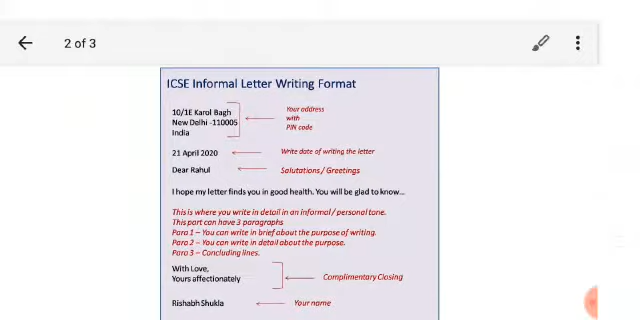 2 of 3
ICSE Informal Letter Writing Format
10/1E Karol Bagh
New Delhi -110005
India
Your address
with
PIN code
21 April 2020
Write date of writing the letter
Dear Rahul
Salutations / Greetings
I hope my letter finds you in good health. You will be glad to know...
This is where you write in detail in an informal / personal tone.
This part can have 3 paragraphs
Para 1 – You can write in brief about the purpose of writing.
Para 2 – You can write in detail about the purpose.
Para 3 – Concluding lines.
With Love,
Yours affectionately
Complimentary Closing
Rishabh Shukla
Your name